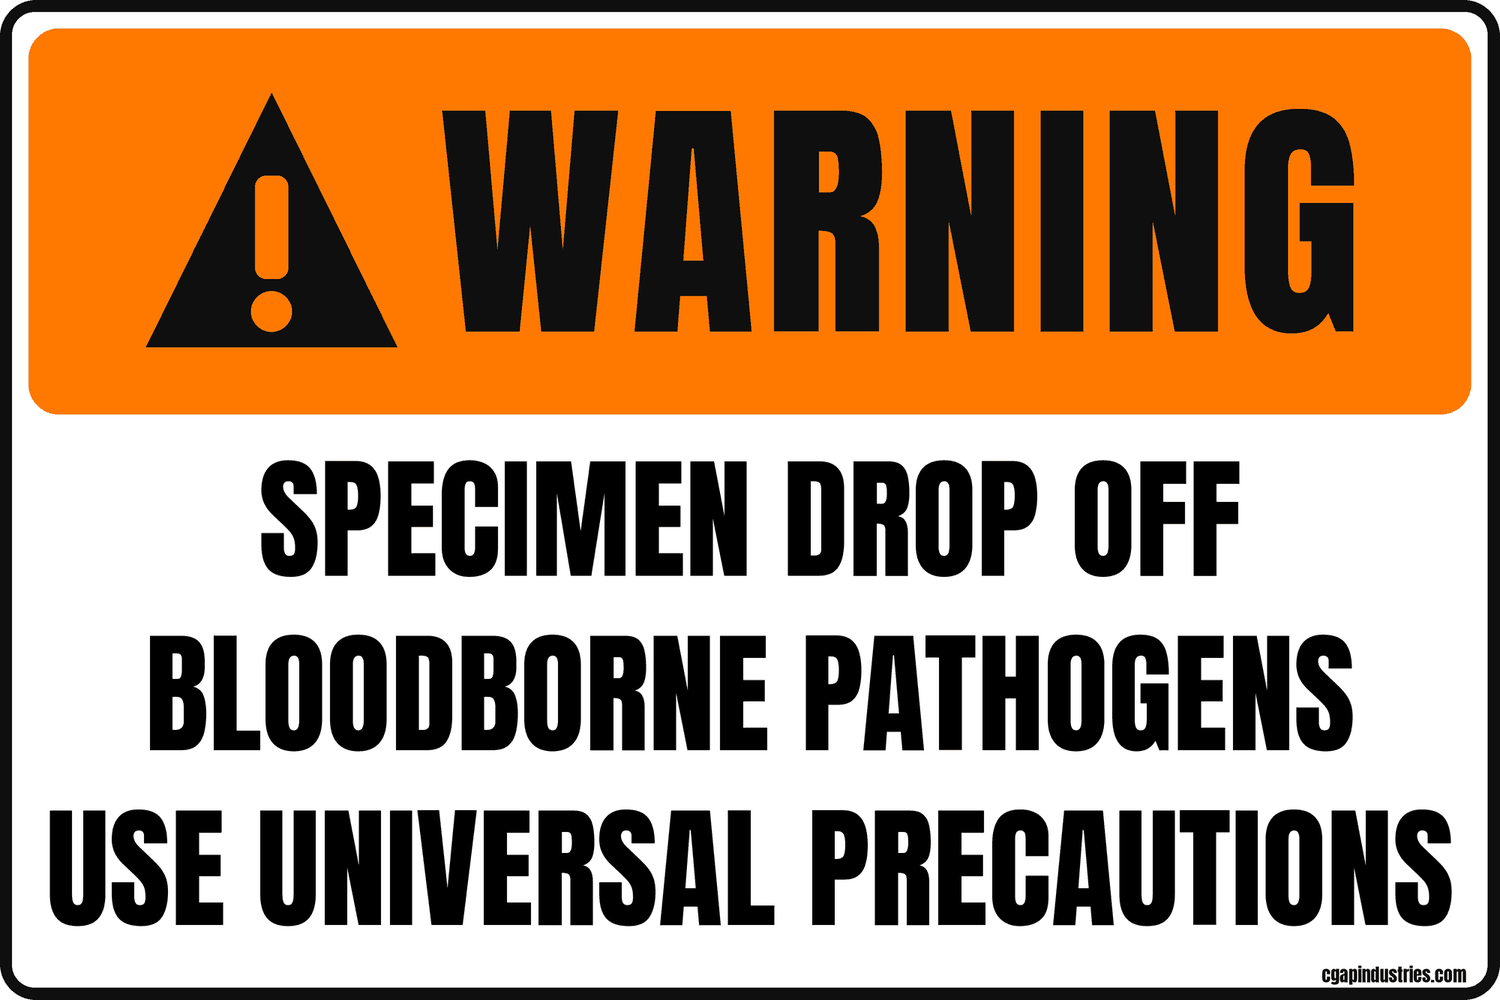 WARNING
SPECIMEN DROP OFF
BLOODBORNE PATHOGENS
USE UNIVERSAL PRECAUTIONS
cgapindustries.com